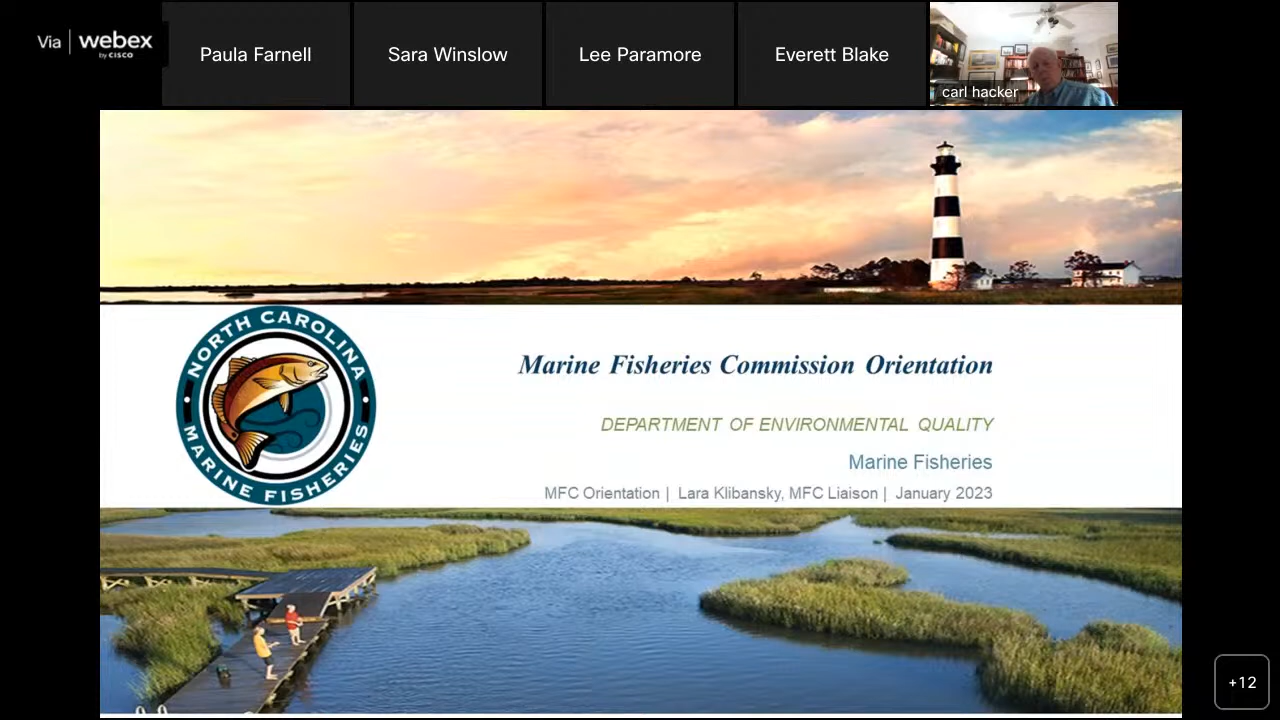 Via webex
by CISCO
Paula Farnell
Sara Winslow
Lee Paramore
Everett Blake
carl hacker
NORTH CAROLINA
MARINE FISHERIES
Marine Fisheries Commission Orientation
DEPARTMENT OF ENVIRONMENTAL QUALITY
Marine Fisheries
MFC Orientation | Lara Klibansky, MFC Liaison | January 2023
+12